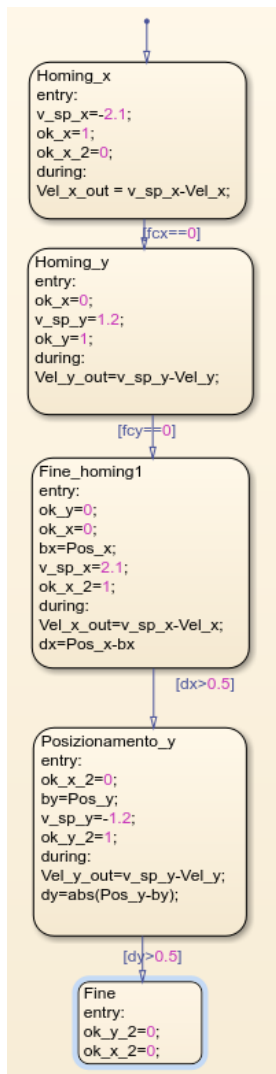 Homing_x
entry:
v_sp_x=-2.1;
ok_x=1;
ok_x_2=0;
during:
Vel_x_out = v_sp_x-Vel_x;
[fcx==0]
Homing_y
entry:
ok_x=0;
v_sp_y=1.2;
ok_y=1;
during:
Vel_y_out=v_sp_y-Vel_y;
[fcy==0]
Fine_homing1
entry:
ok_y=0;
ok_x=0;
bx=Pos_x;
v_sp_x=2.1;
ok_x_2=1;
during:
Vel_x_out=v_sp_x-Vel_x;
dx=Pos_x-bx
[dx>0.5]
Posizionamento_y
entry:
ok_x_2=0;
by=Pos_y;
v_sp_y=-1.2;
ok_y_2=1;
during:
Vel_y_out=v_sp_y-Vel_y;
dy=abs(Pos_y-by);
[dy>0.5]
Fine
entry:
ok_y_2=0;
ok_x_2=0;